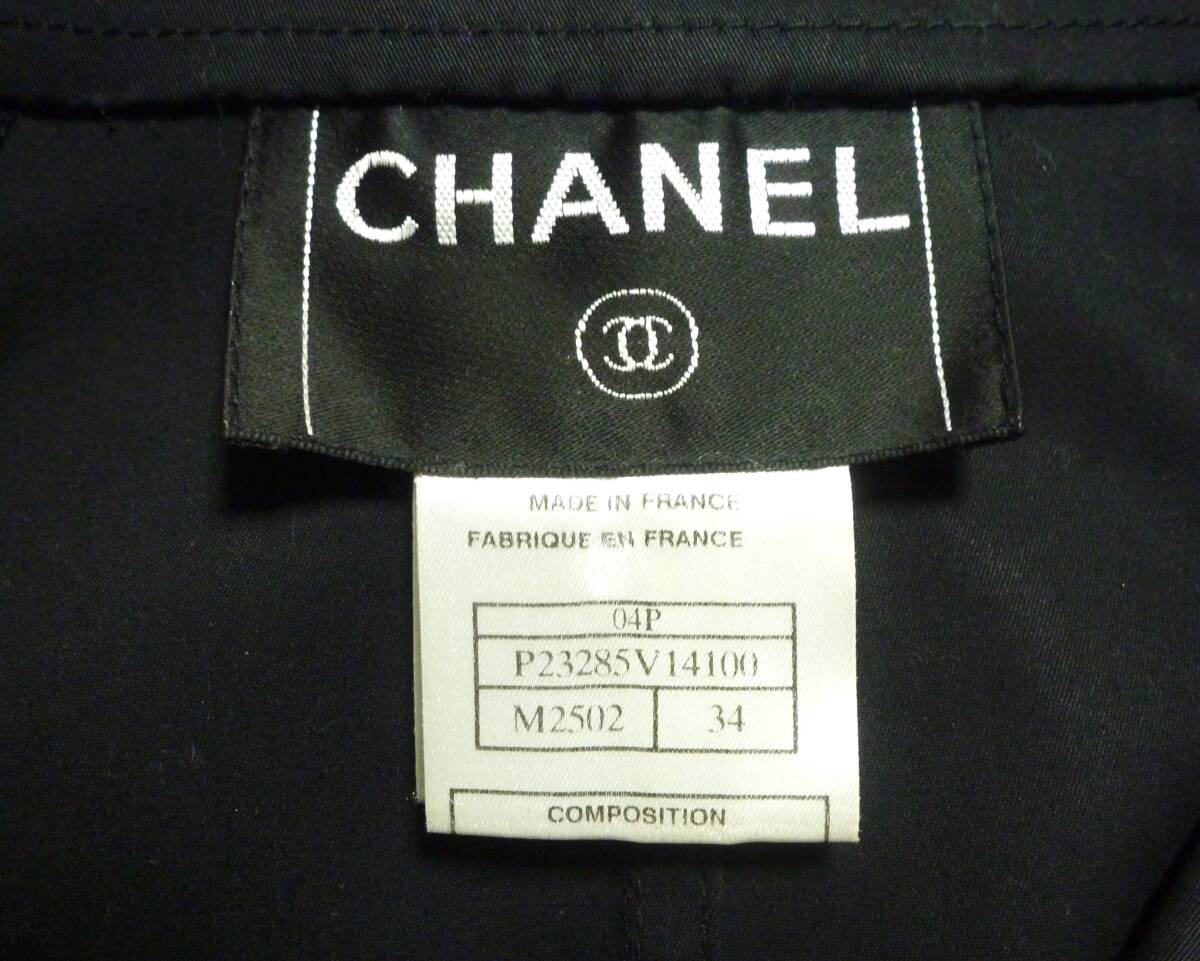 CHANEL
MADE IN FRANCE
FABRIQUE EN FRANCE
04P
P23285V14100
M2502 34
COMPOSITION